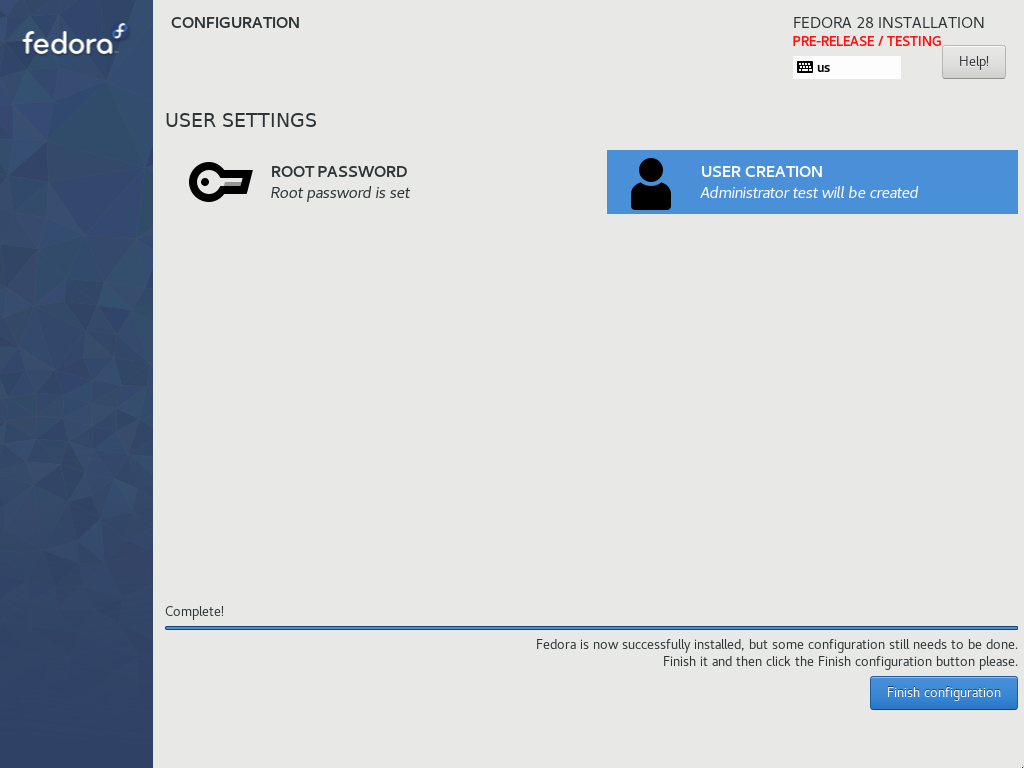 fedora
CONFIGURATION
FEDORA 28 INSTALLATION
PRE-RELEASE / TESTING
us
Help!
USER SETTINGS
ROOT PASSWORD
Root password is set
USER CREATION
Administrator test will be created
Complete!
Fedora is now successfully installed, but some configuration still needs to be done.
Finish it and then click the Finish configuration button please.
Finish configuration